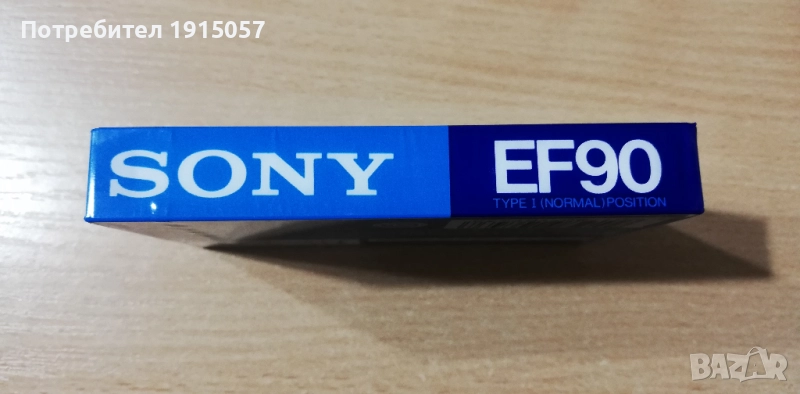 Потребител 1915057
SONY
EF90
TYPE I (NORMAL) POSITION
BAZAR